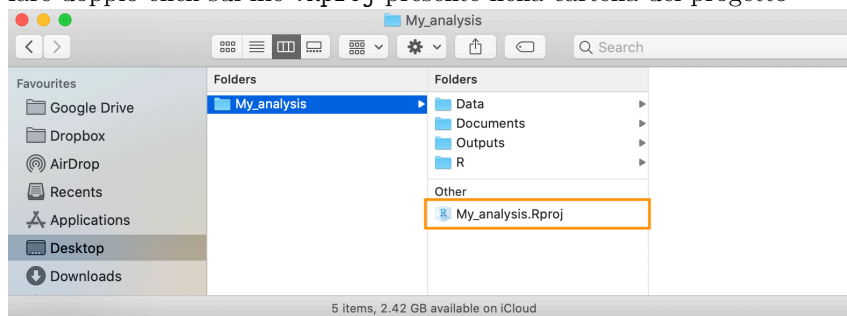 fare doppio click sul file .Rproj presente nella cartella del progetto
My_analysis
Search
Favourites
Google Drive
Dropbox
AirDrop
Recents
Applications
Desktop
Downloads
Folders
My_analysis
Folders
Data
Documents
Outputs
R
Other
My_analysis.Rproj
5 items, 2.42 GB available on iCloud